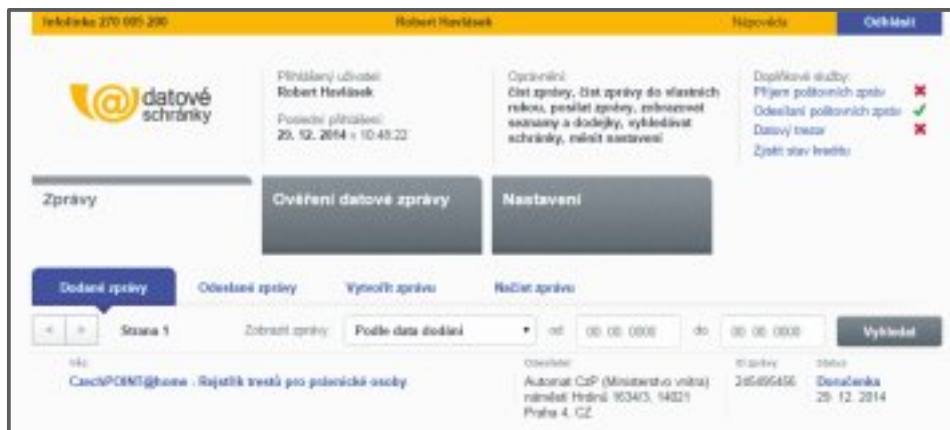 Infolinka 270 005 200 Robert Havlásek Nápověda Odhlásit
datové
schránky
Přihlášený uživatel:
Robert Havlásek
Poslední přihlášení:
29. 12. 2014 v 10:48:22
Oprávnění:
číst zprávy, číst zprávy do vlastních
rukou, posílat zprávy, zobrazovat
seznamy a dodejky, vyhledávat
schránky, měnit nastavení
Doplňkové služby:
Příjem poštovních zpráv
Odesílání poštovních zpráv
Datový trezor
Zjistit stav kreditu
Zprávy Ověření datové zprávy Nastavení
Dodané zprávy Odeslané zprávy Vytvořit zprávu Načíst zprávu
< > Strana 1 Zobrazit zprávy: Podle data dodání od 00. 00. 0000 do 00. 00. 0000 Vyhledat
Věc:
CzechPOINT@home - Rejstřík trestů pro právnické osoby
Odesílatel:
Automat CzP (Ministerstvo vnitra)
náměstí Hrdinů 1634/3, 14021
Praha 4, CZ
ID zprávy
245495456
Status
Doručenka
29. 12. 2014